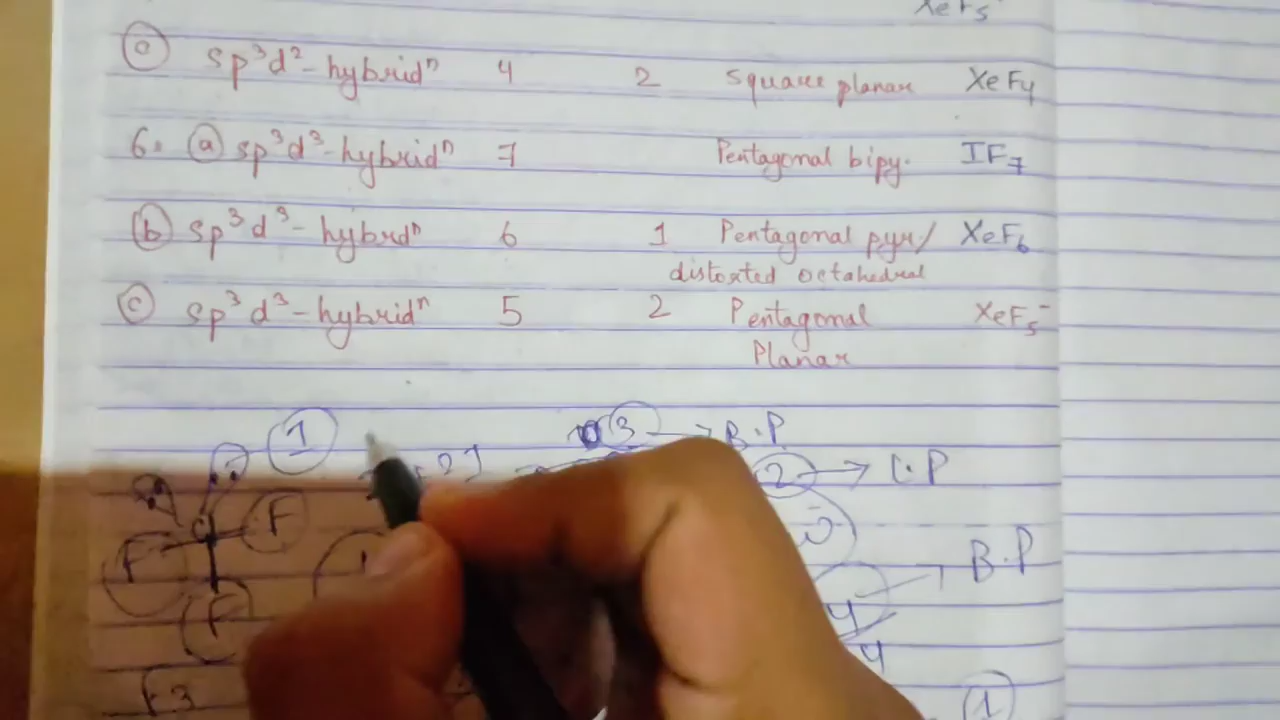 XeF5
(c) sp³d²-hybridⁿ 4 2 Square planar XeF4
6. (a) sp³d³-hybridⁿ 7 Pentagonal bipy. IF7
(b) sp³d³-hybrdⁿ 6 1 Pentagonal pyr/ XeF6
distorted octahedral
(c) sp³d³-hybridⁿ 5 2 Pentagonal XeF5⁻
Planar
1 3 → B.P.
2 → L.P
F F
B.P
F 4
4
1